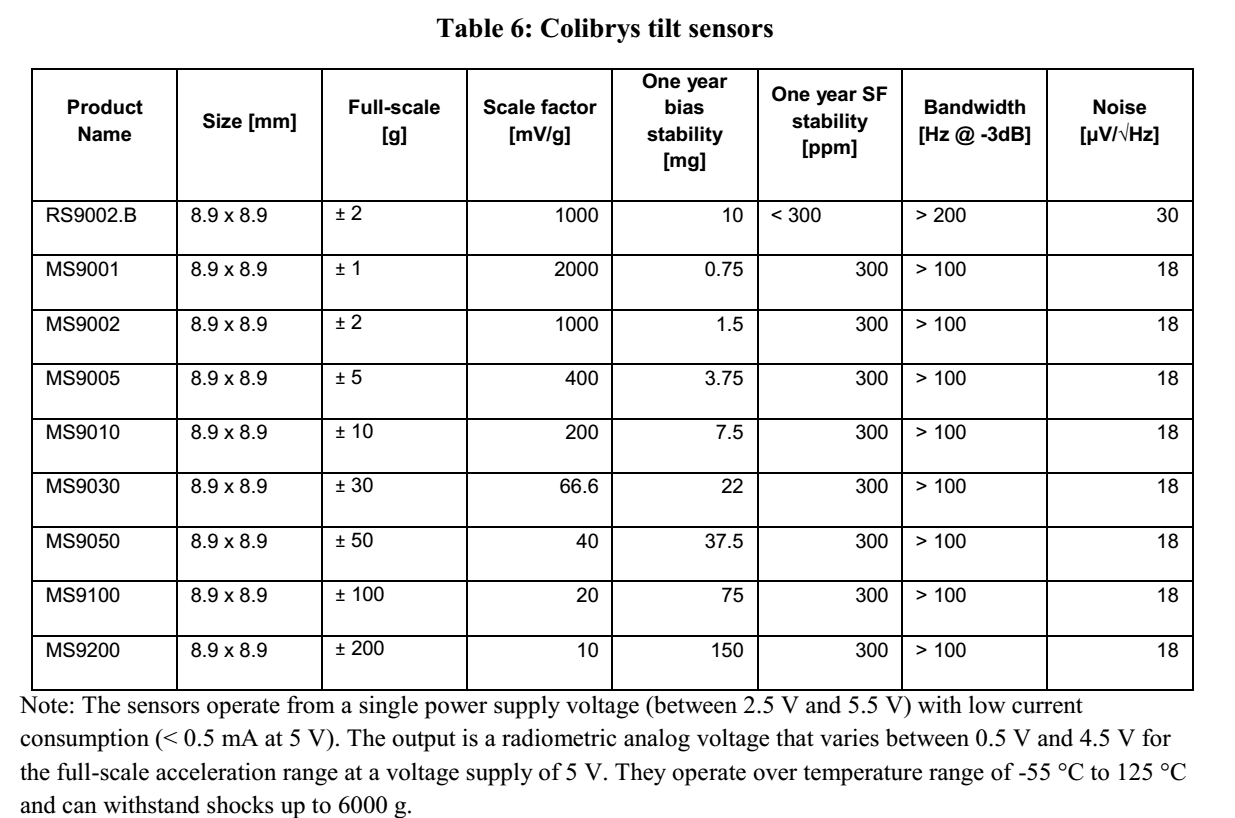 Table 6: Colibrys tilt sensors
Product Name | Size [mm] | Full-scale [g] | Scale factor [mV/g] | One year bias stability [mg] | One year SF stability [ppm] | Bandwidth [Hz @ -3dB] | Noise [µV/√Hz]
RS9002.B | 8.9 x 8.9 | ± 2 | 1000 | 10 | < 300 | > 200 | 30
MS9001 | 8.9 x 8.9 | ± 1 | 2000 | 0.75 | 300 | > 100 | 18
MS9002 | 8.9 x 8.9 | ± 2 | 1000 | 1.5 | 300 | > 100 | 18
MS9005 | 8.9 x 8.9 | ± 5 | 400 | 3.75 | 300 | > 100 | 18
MS9010 | 8.9 x 8.9 | ± 10 | 200 | 7.5 | 300 | > 100 | 18
MS9030 | 8.9 x 8.9 | ± 30 | 66.6 | 22 | 300 | > 100 | 18
MS9050 | 8.9 x 8.9 | ± 50 | 40 | 37.5 | 300 | > 100 | 18
MS9100 | 8.9 x 8.9 | ± 100 | 20 | 75 | 300 | > 100 | 18
MS9200 | 8.9 x 8.9 | ± 200 | 10 | 150 | 300 | > 100 | 18
Note: The sensors operate from a single power supply voltage (between 2.5 V and 5.5 V) with low current
consumption (< 0.5 mA at 5 V). The output is a radiometric analog voltage that varies between 0.5 V and 4.5 V for
the full-scale acceleration range at a voltage supply of 5 V. They operate over temperature range of -55 °C to 125 °C
and can withstand shocks up to 6000 g.